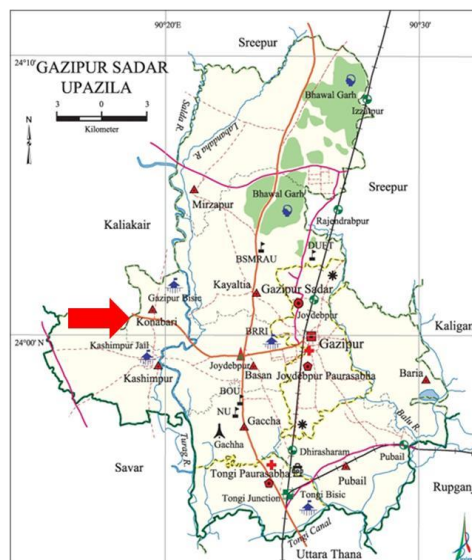 90/20' 90/30'
Sreepur
24/10'
GAZIPUR SADAR
UPAZILA
3 0 3
Kilometer
N
S
Salda R.
Labandaha R.
Bhawal Garh
Izzatpur
Sreepur
Mirzapur
Bhawal Garh
Rajendrabpur
Kaliakair
BSMRAU
DUET
Kayaltia
Gazipur Sadar
Gazipur Bisic
Joydebpur
Konabari
Kaligan
24/00' N
BRRI
Gazipur
Kashimpur Jail
Joydebpur
Kashimpur
Basan
Joydebpur Paurasabha
Baria
BOU
NU
Gaccha
Gachha
Turag R.
Balu R.
Dhirasharam
Pubail
Savar
Tongi Paurasabha
Pubail
Rupgang
Tongi Junction
Tongi Bisic
Tongi Canal
Uttara Thana